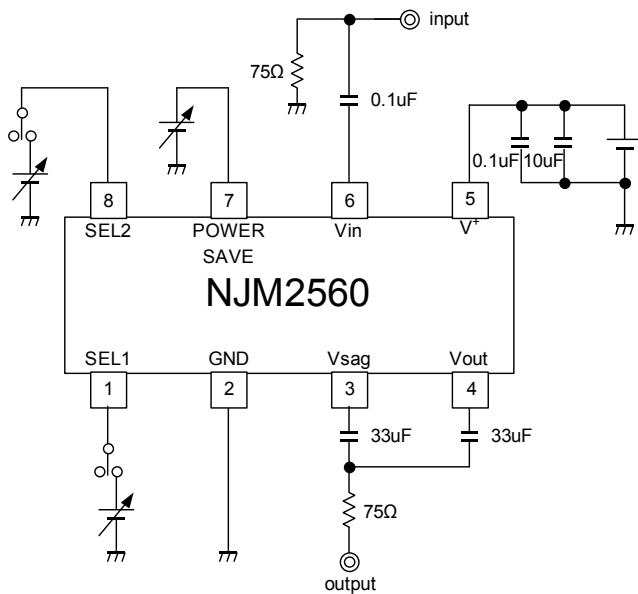 input
75Ω
0.1uF
0.1uF 10uF
8 7 6 5
SEL2 POWER SAVE Vin V+
NJM2560
SEL1 GND Vsag Vout
1 2 3 4
33uF 33uF
75Ω
output